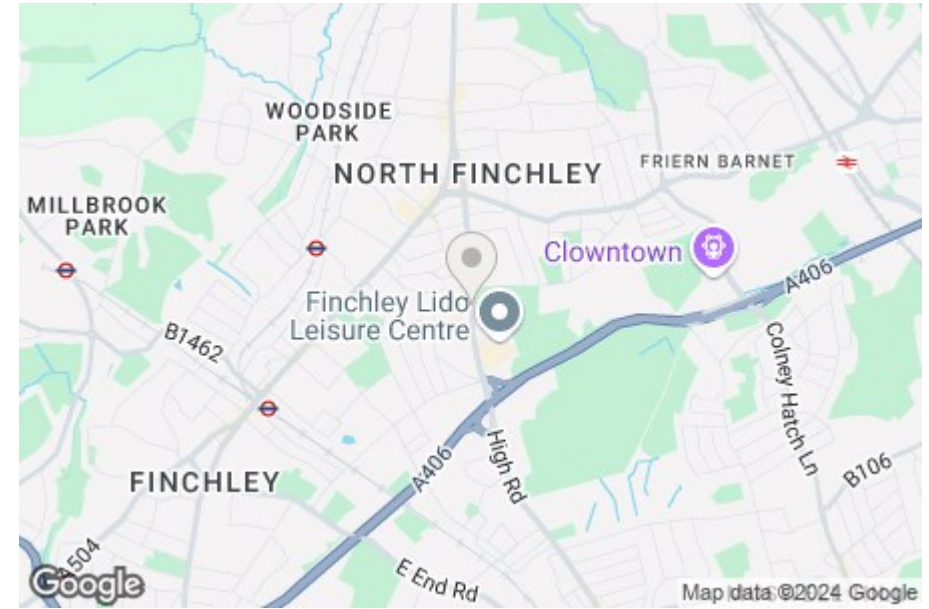 WOODSIDE
PARK
NORTH FINCHLEY
FRIERN BARNET
MILLBROOK
PARK
Clowntown
A406
Finchley Lido
Leisure Centre
B1462
Colney Hatch Ln
High Rd
A406
FINCHLEY
B106
A504
E End Rd
Google
Map data ©2024 Google